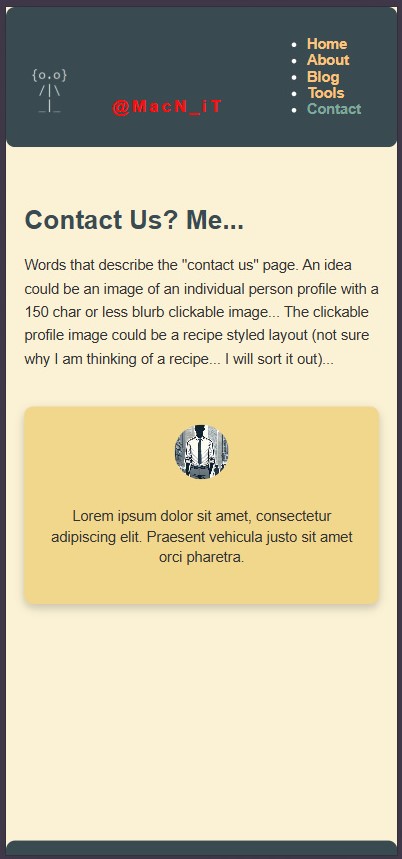 {o.o}
/|\
_|_
@MacN_iT
Home
About
Blog
Tools
Contact
Contact Us? Me...
Words that describe the "contact us" page. An idea
could be an image of an individual person profile with a
150 char or less blurb clickable image... The clickable
profile image could be a recipe styled layout (not sure
why I am thinking of a recipe... I will sort it out)...
Lorem ipsum dolor sit amet, consectetur
adipiscing elit. Praesent vehicula justo sit amet
orci pharetra.